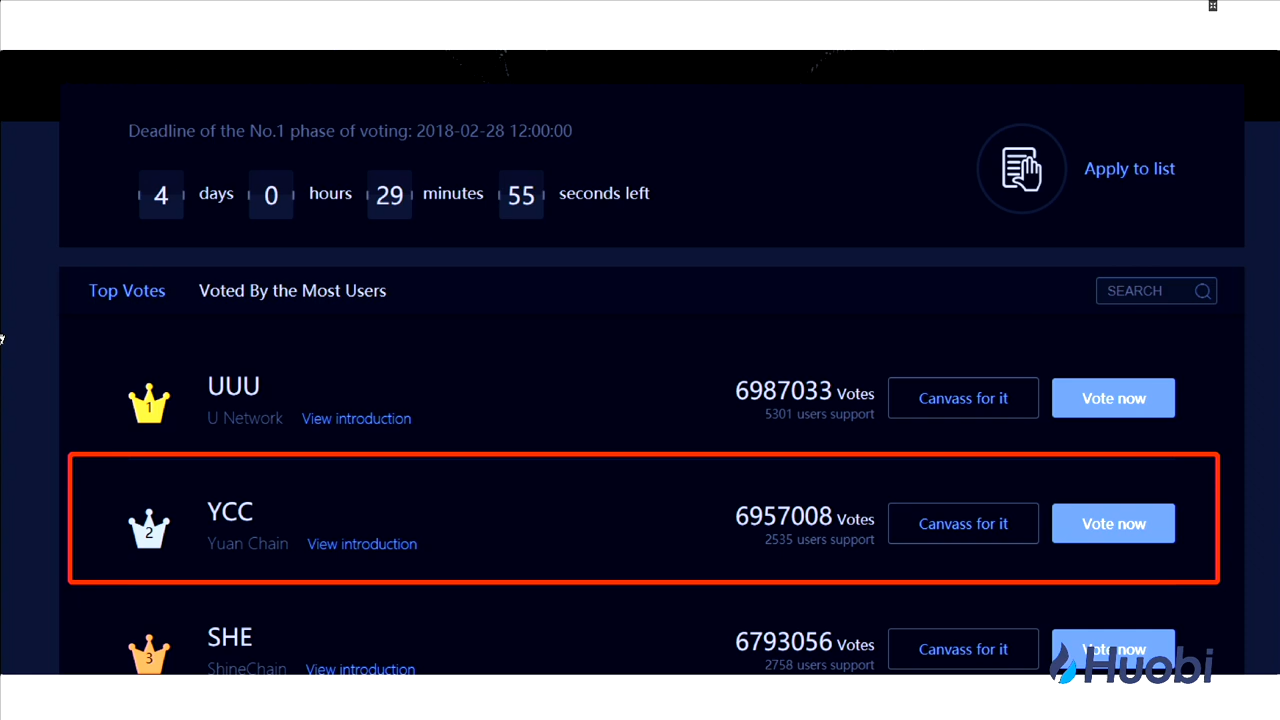 Deadline of the No.1 phase of voting: 2018-02-28 12:00:00
4 days 0 hours 29 minutes 55 seconds left
Apply to list
Top Votes Voted By the Most Users SEARCH
1
UUU
U Network View introduction
6987033 Votes
5301 users support
Canvass for it Vote now
2
YCC
Yuan Chain View introduction
6957008 Votes
2535 users support
Canvass for it Vote now
3
SHE
ShineChain View introduction
6793056 Votes
2758 users support
Canvass for it Vote now
Huobi